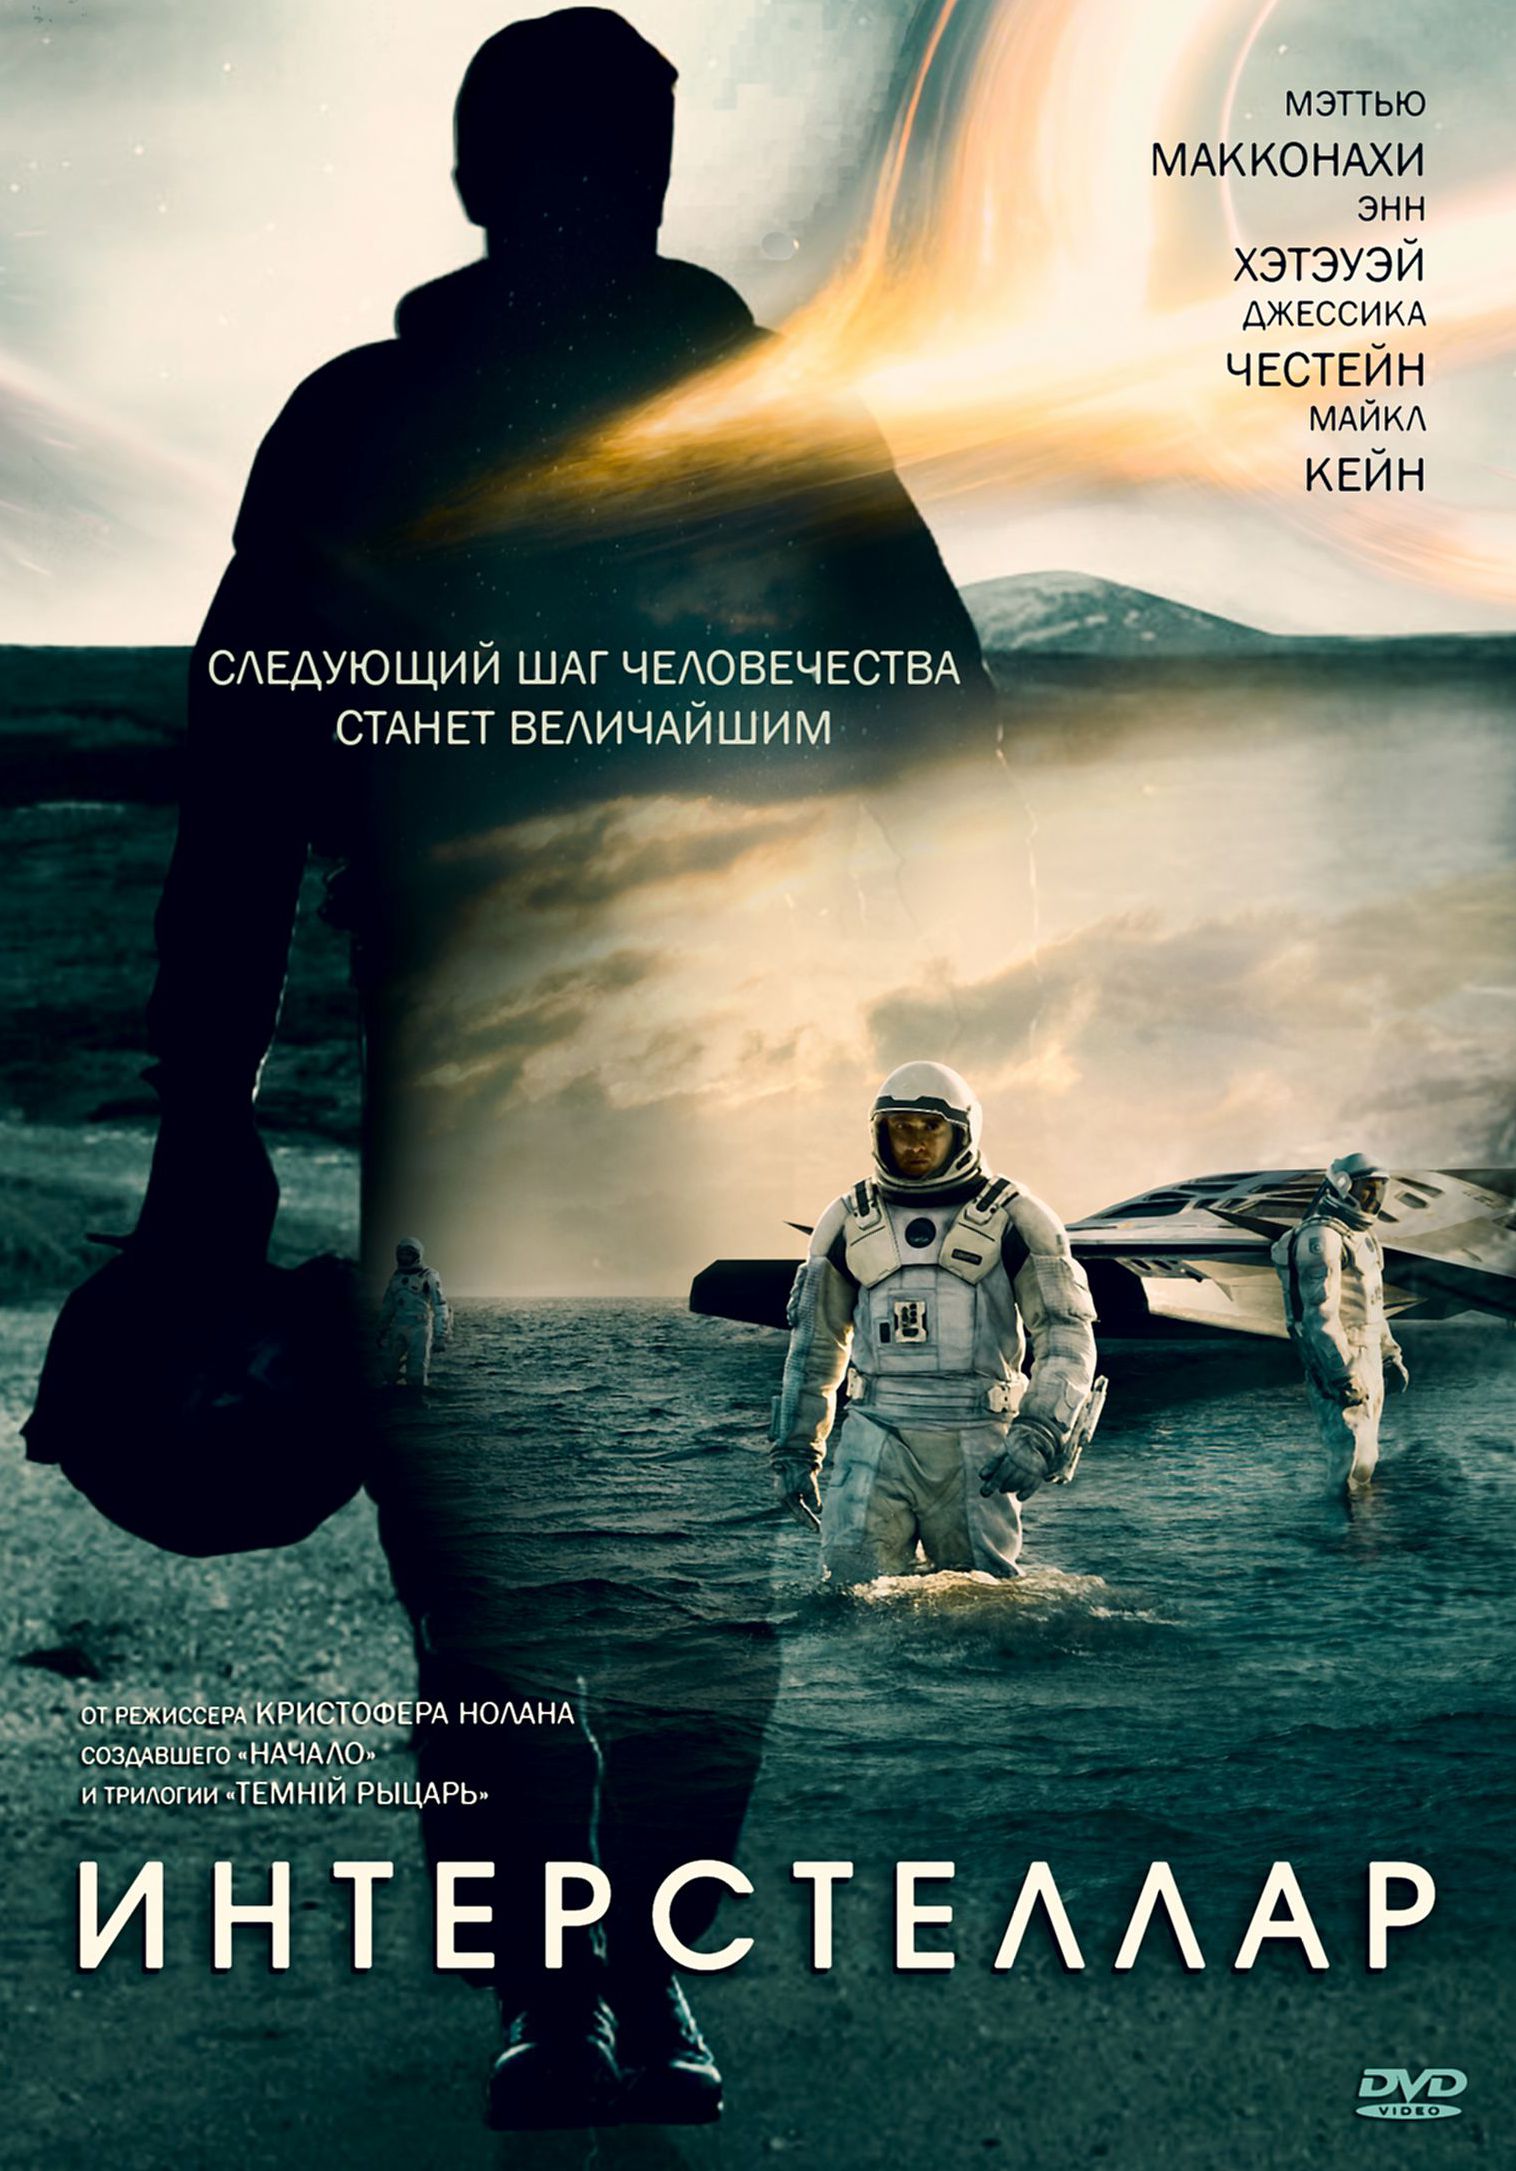 МЭТТЬЮ
МАККОНАХИ
ЭНН
ХЭТЭУЭЙ
ДЖЕССИКА
ЧЕСТЕЙН
МАЙКЛ
КЕЙН
СЛЕДУЮЩИЙ ШАГ ЧЕЛОВЕЧЕСТВА
СТАНЕТ ВЕЛИЧАЙШИМ
ОТ РЕЖИССЕРА КРИСТОФЕРА НОЛАНА
СОЗДАВШЕГО «НАЧАЛО»
И ТРИЛОГИИ «ТЕМНІЙ РЫЦАРЬ»
ИНТЕРСТЕЛЛАР
DVD
VIDEO